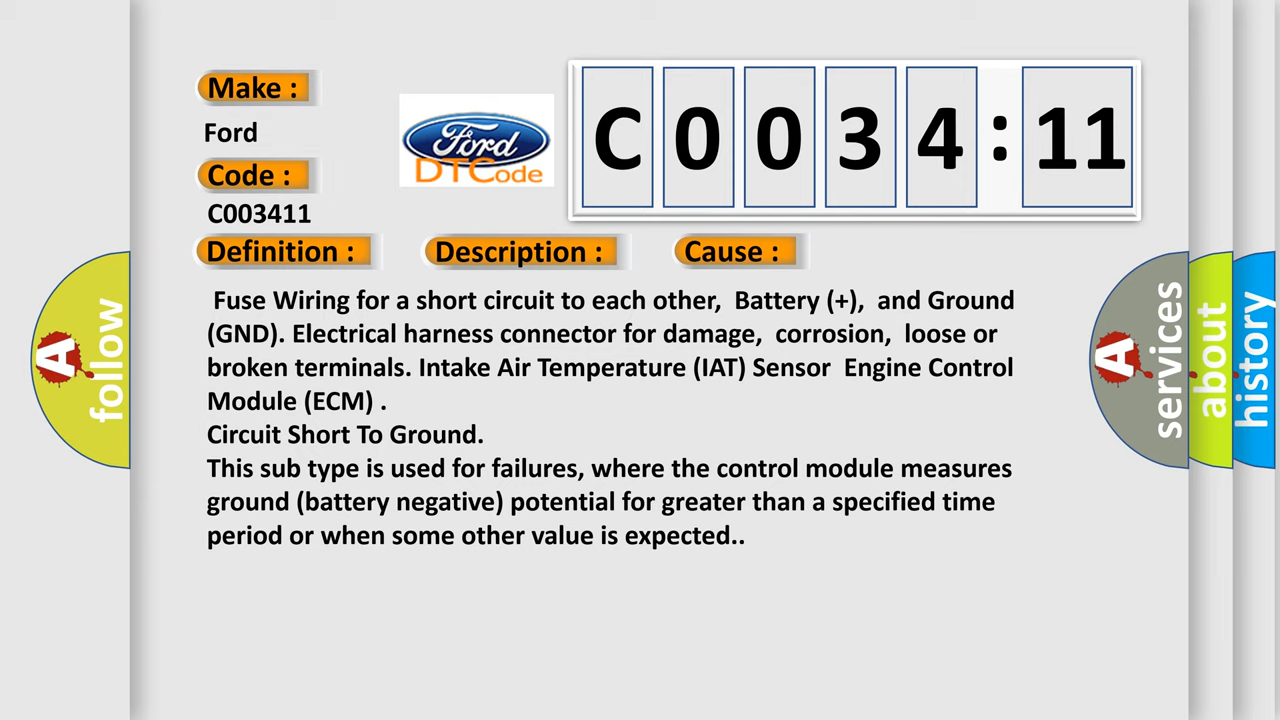 Make :
Ford
Code :
C003411
Ford
DTCode
C0034:11
Definition :
Description :
Cause :
Fuse Wiring for a short circuit to each other, Battery (+), and Ground
(GND). Electrical harness connector for damage, corrosion, loose or
broken terminals. Intake Air Temperature (IAT) Sensor Engine Control
Module (ECM) .
Circuit Short To Ground.
This sub type is used for failures, where the control module measures
ground (battery negative) potential for greater than a specified time
period or when some other value is expected..
A follow
A services
about
history